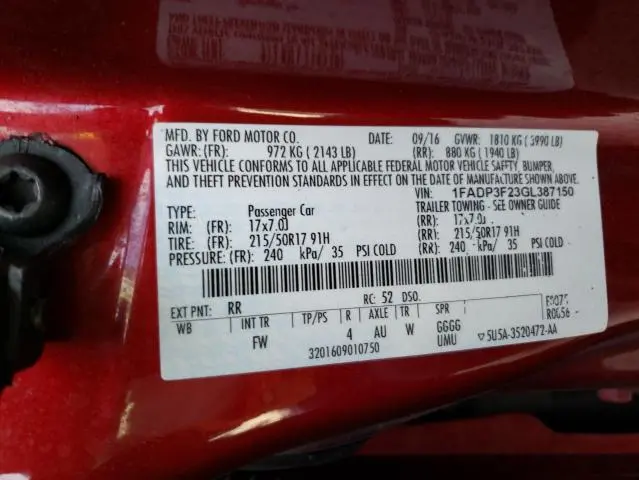 MFD. BY FORD MOTOR CO. DATE: 09/16 GVWR: 1810 KG ( 3990 LB)
GAWR: (FR): 972 KG ( 2143 LB) (RR): 880 KG ( 1940 LB)
THIS VEHICLE CONFORMS TO ALL APPLICABLE FEDERAL MOTOR VEHICLE SAFETY, BUMPER,
AND THEFT PREVENTION STANDARDS IN EFFECT ON THE DATE OF MANUFACTURE SHOWN ABOVE.
VIN: 1FADP3F23GL387150
TYPE: Passenger Car TRAILER TOWING - SEE OWNER GUIDE
RIM: (FR): 17x7.0J (RR): 17x7.0J
TIRE: (FR): 215/50R17 91H (RR): 215/50R17 91H
PRESSURE: (FR): 240 kPa/ 35 PSI COLD (RR): 240 kPa/ 35 PSI COLD
EXT PNT: RR RC: 52 DSO:
WB INT TR TP/PS R AXLE TR SPR
FW 4 AU W GGGG
UMU
3201609010750
5U5A-3520472-AA